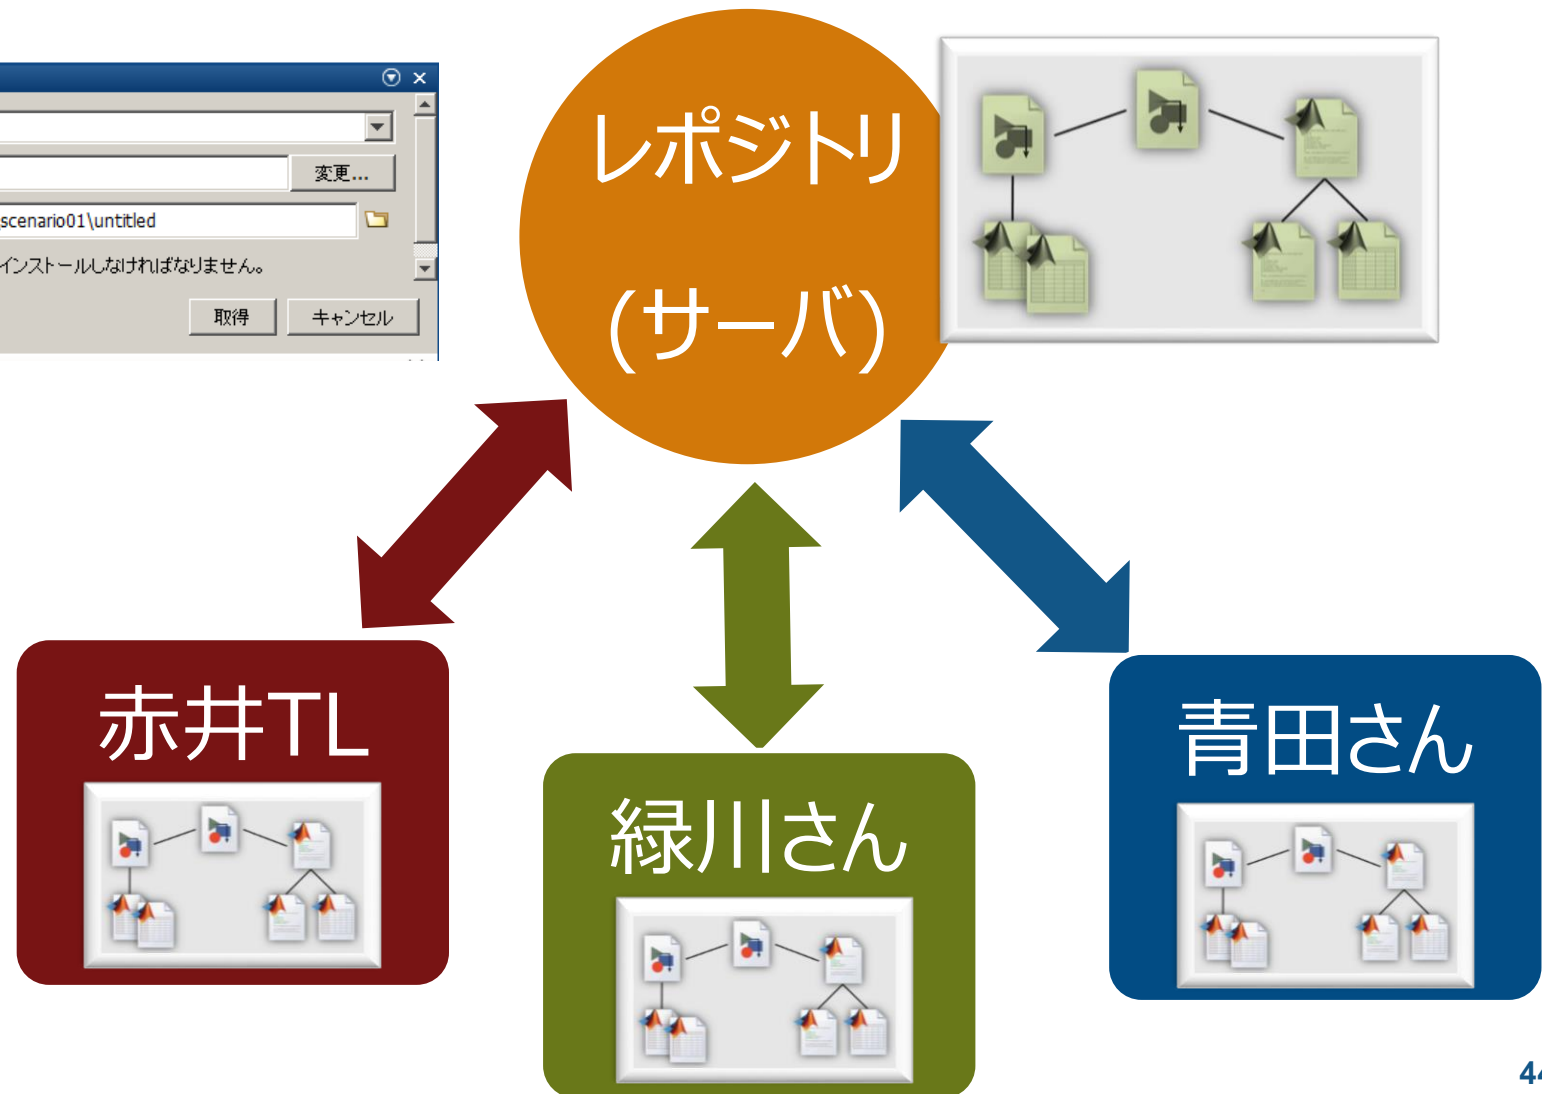 変更...
scenario01\untitled
インストールしなければなりません。
取得
キャンセル
レポジトリ
(サーバ)
赤井TL
緑川さん
青田さん
44